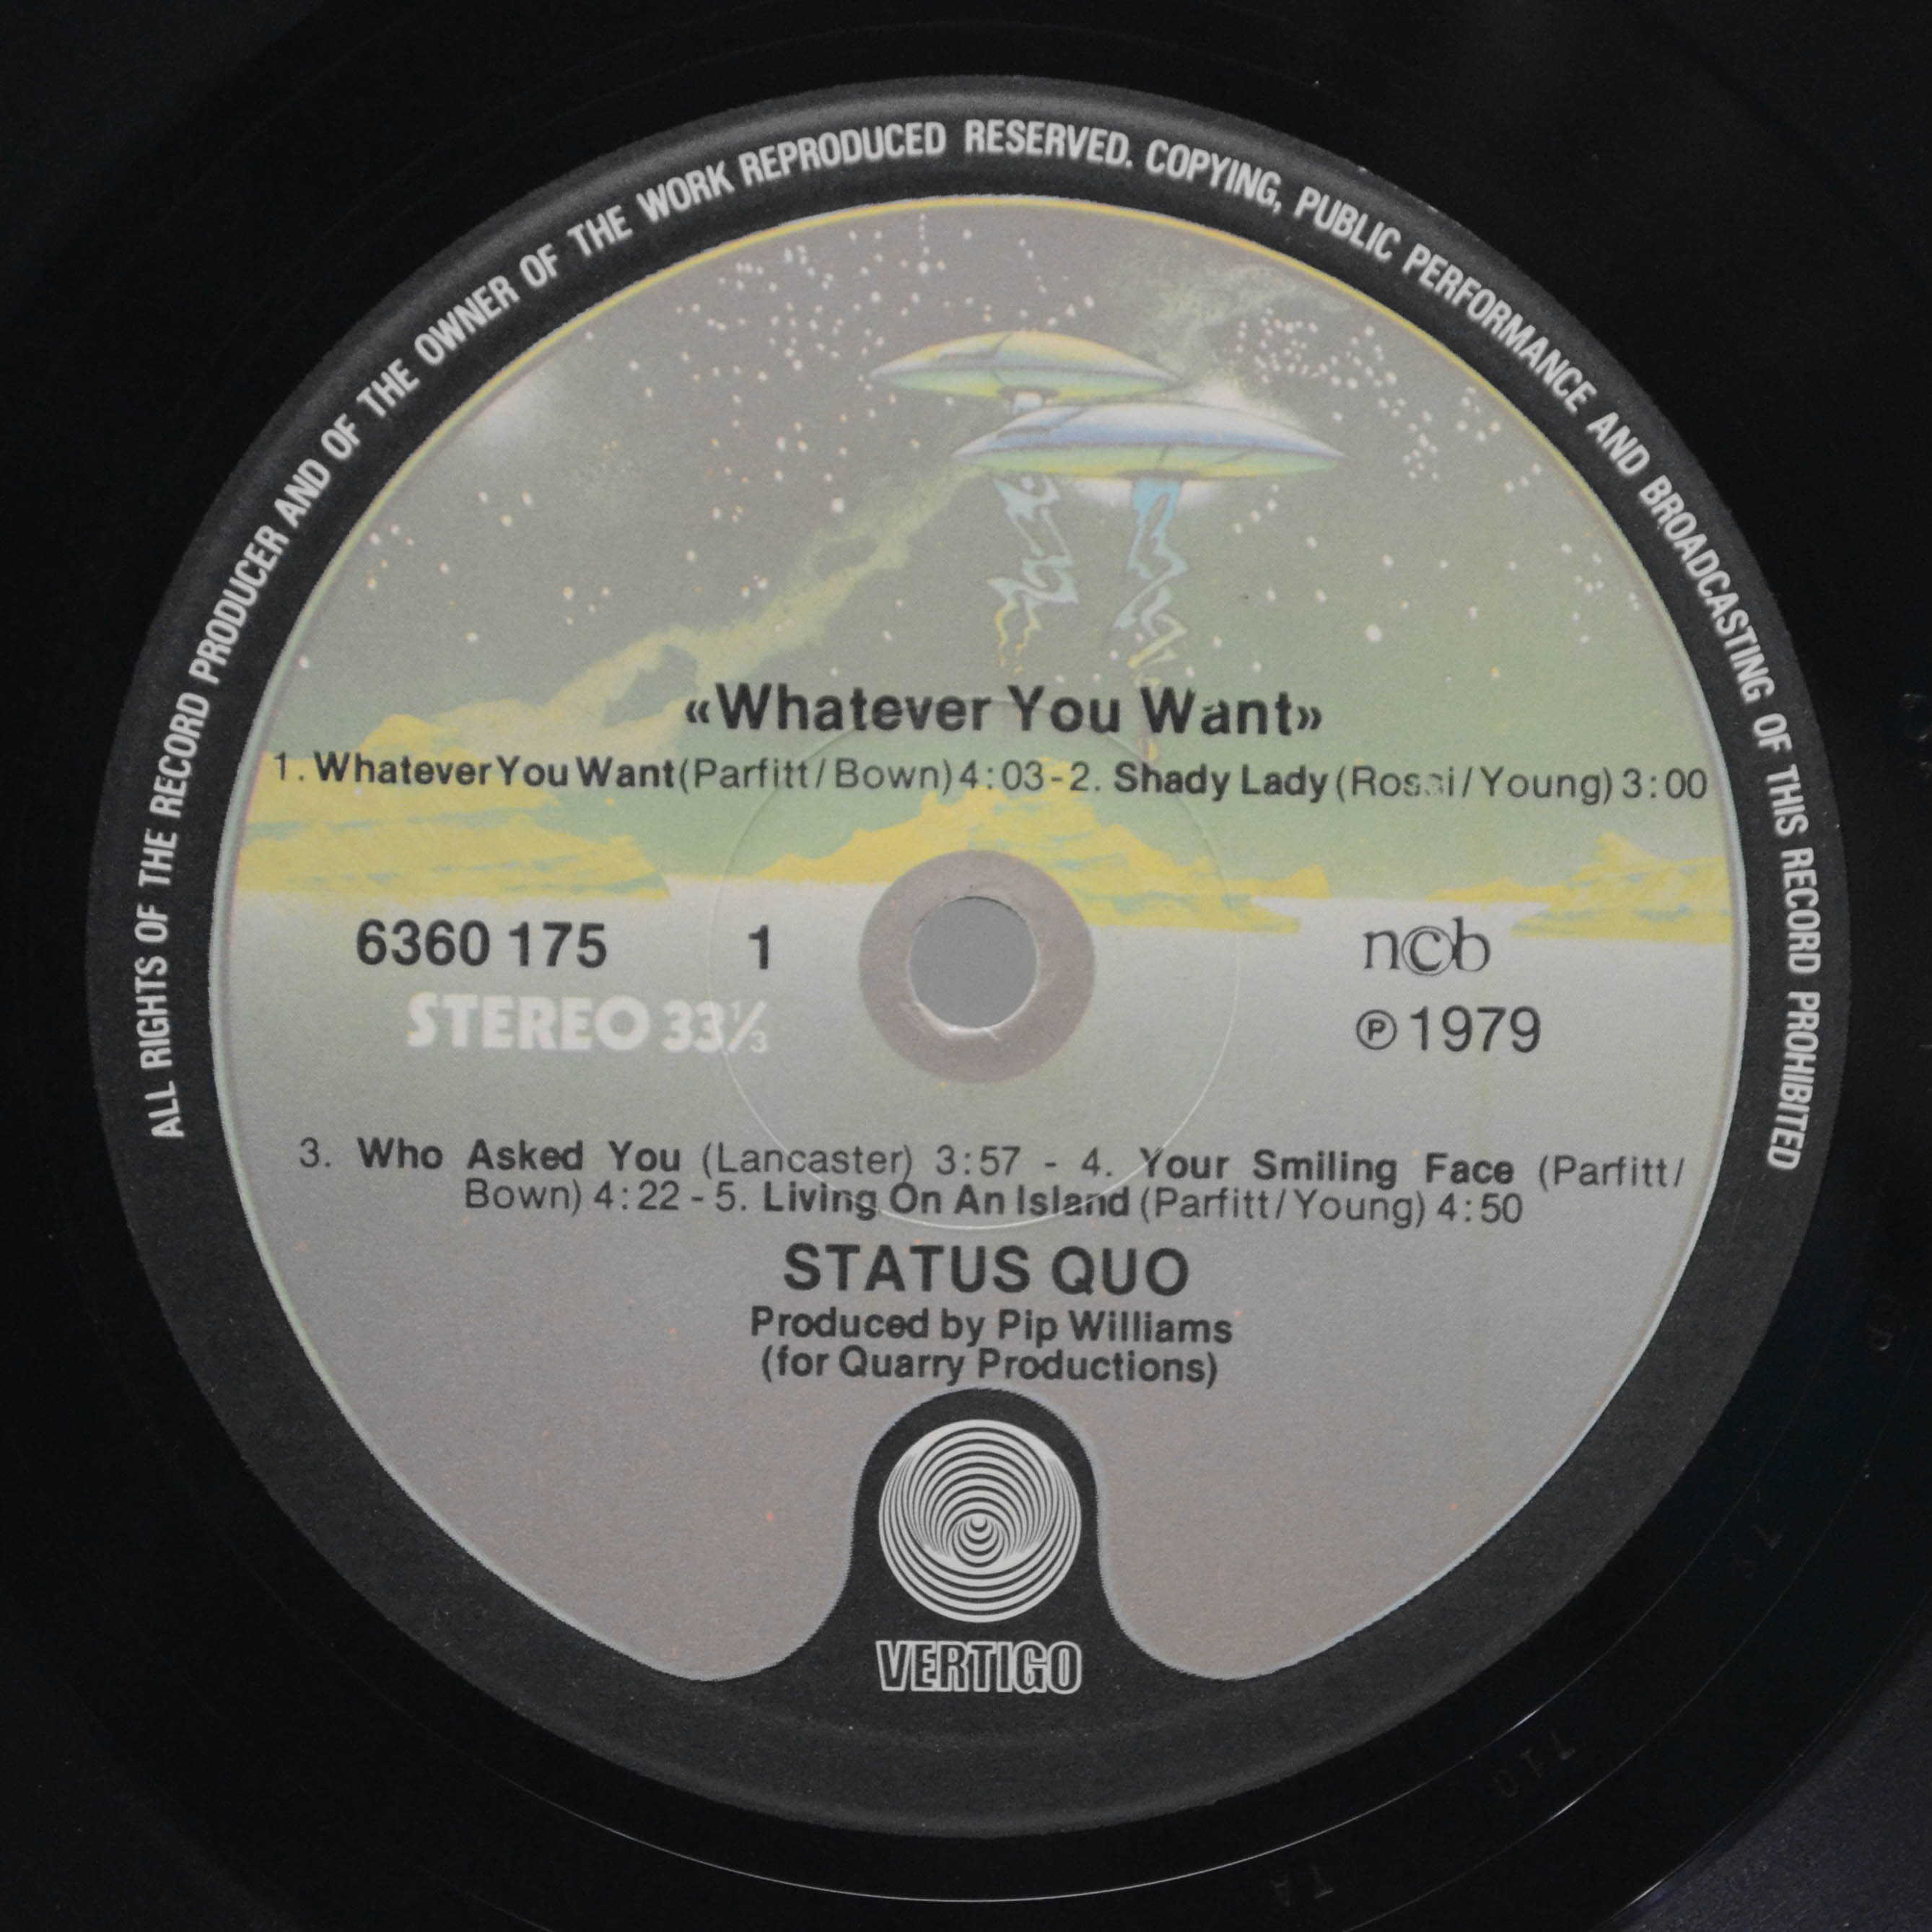 ALL RIGHTS OF THE RECORD PRODUCER AND OF THE OWNER OF THE WORK REPRODUCED RESERVED. COPYING, PUBLIC PERFORMANCE AND BROADCASTING OF THIS RECORD PROHIBITED
«Whatever You Want»
1. Whatever You Want (Parfitt/Bown) 4:03 - 2. Shady Lady (Rossi/Young) 3:00
6360 175 1 ncb
STEREO 33⅓ ℗ 1979
3. Who Asked You (Lancaster) 3:57 - 4. Your Smiling Face (Parfitt/
Bown) 4:22 - 5. Living On An Island (Parfitt/Young) 4:50
STATUS QUO
Produced by Pip Williams
(for Quarry Productions)
VERTIGO